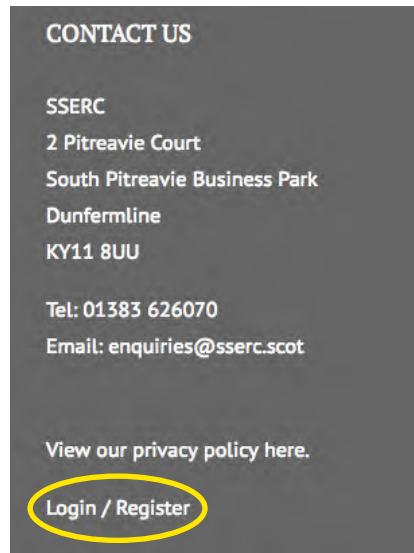 CONTACT US
SSERC
2 Pitreavie Court
South Pitreavie Business Park
Dunfermline
KY11 8UU
Tel: 01383 626070
Email: enquiries@sserc.scot
View our privacy policy here.
Login / Register